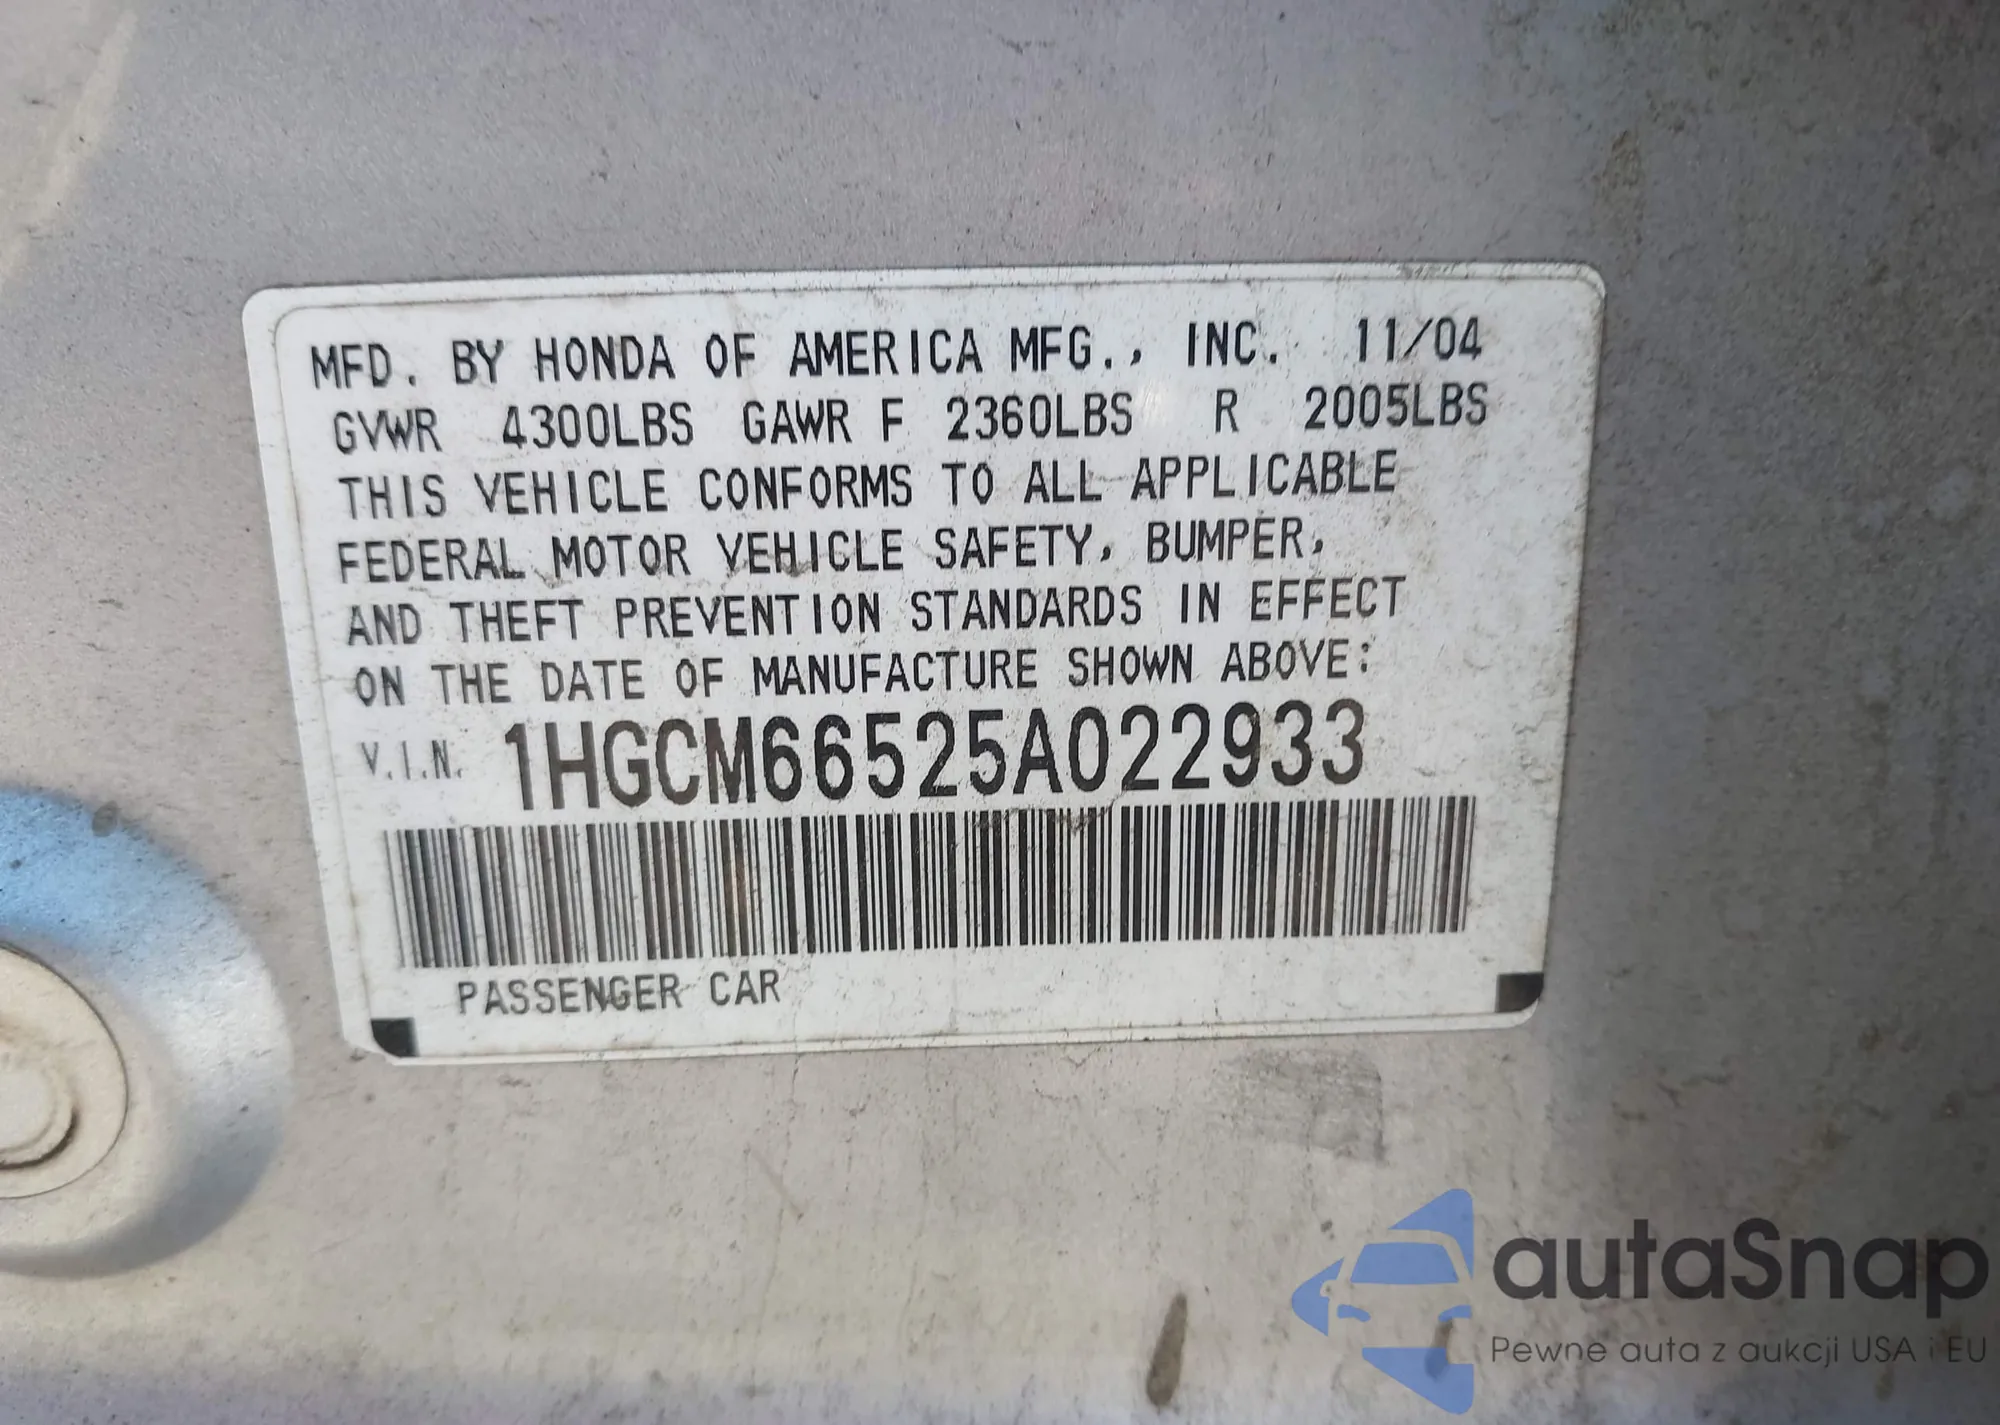 MFD. BY HONDA OF AMERICA MFG., INC. 11/04
GVWR 4300LBS GAWR F 2360LBS R 2005LBS
THIS VEHICLE CONFORMS TO ALL APPLICABLE
FEDERAL MOTOR VEHICLE SAFETY, BUMPER,
AND THEFT PREVENTION STANDARDS IN EFFECT
ON THE DATE OF MANUFACTURE SHOWN ABOVE:
V.I.N. 1HGCM66525A022933
PASSENGER CAR
autaSnap
Pewne auta z aukcji USA i EU